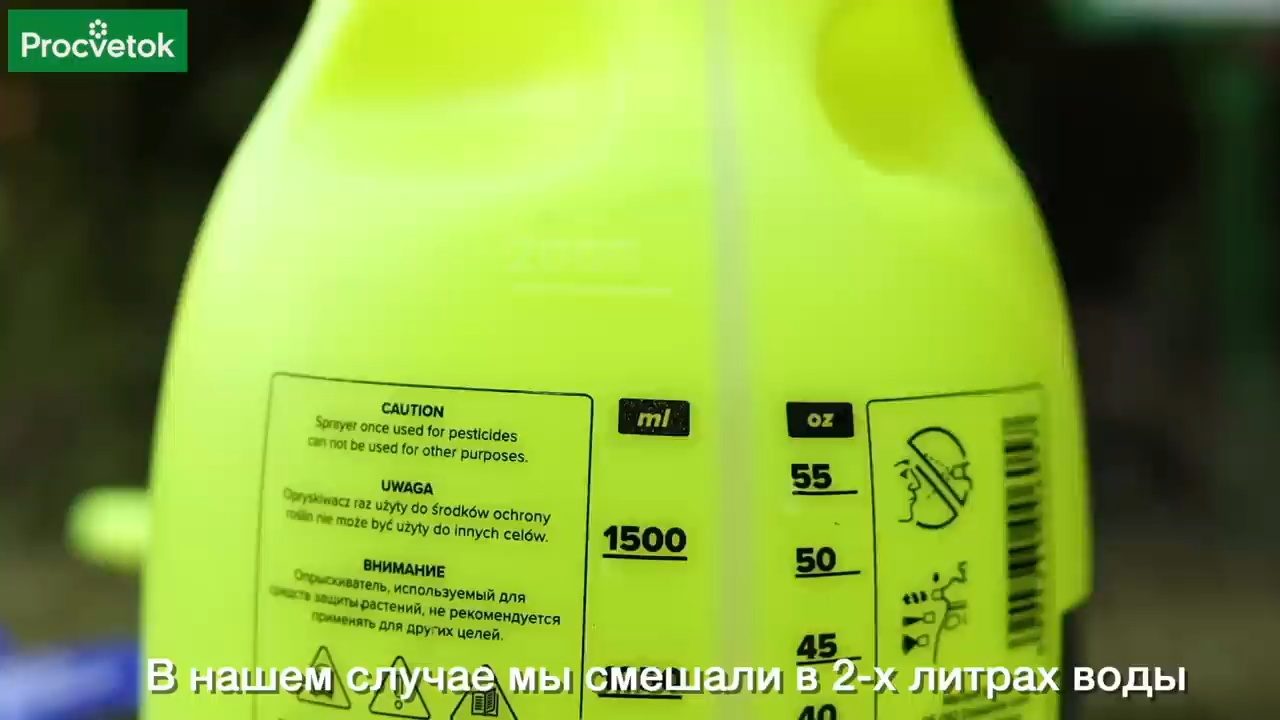 Procvetok
CAUTION
Sprayer once used for pesticides
can not be used for other purposes.
UWAGA
Opryskiwacz raz użyty do środków ochrony
roślin nie może być użyty do innych celów.
ВНИМАНИЕ
Опрыскиватель, используемый для
средств защиты растений, не рекомендуется
применять для других целей.
ml
1500
oz
55
50
45
40
В нашем случае мы смешали в 2-х литрах воды